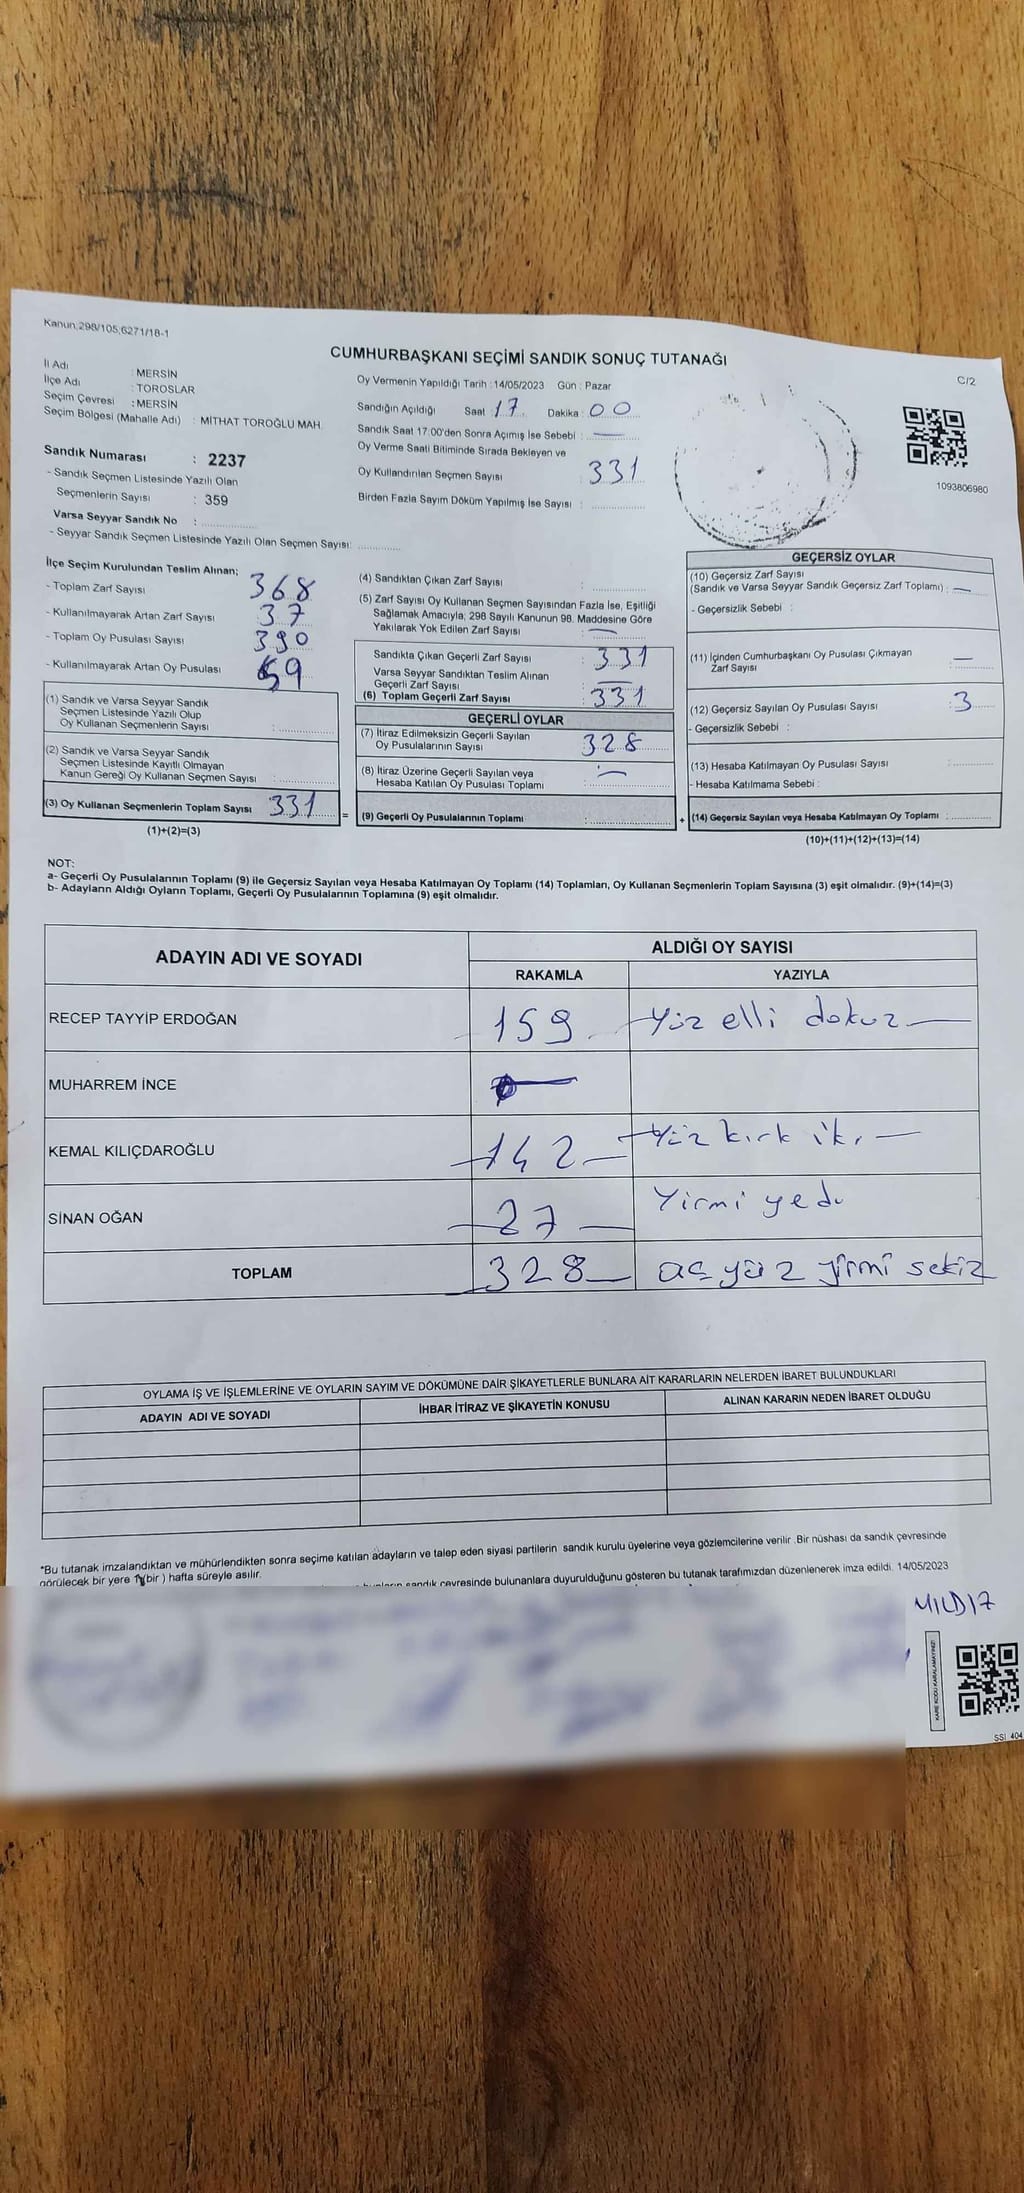 Kanun;298/105;6271/18-1
CUMHURBAŞKANI SEÇİMİ SANDIK SONUÇ TUTANAĞI
C/2
İl Adı : MERSİN
İlçe Adı : TOROSLAR
Seçim Çevresi : MERSİN
Seçim Bölgesi (Mahalle Adı) : MİTHAT TOROĞLU MAH.
Sandık Numarası : 2237
- Sandık Seçmen Listesinde Yazılı Olan
Seçmenlerin Sayısı : 359
Varsa Seyyar Sandık No :
- Seyyar Sandık Seçmen Listesinde Yazılı Olan Seçmen Sayısı:
Oy Vermenin Yapıldığı Tarih : 14/05/2023 Gün : Pazar
Sandığın Açıldığı Saat : 17 Dakika : 00
Sandık Saat 17:00'den Sonra Açımış İse Sebebi : —
Oy Verme Saati Bitiminde Sırada Bekleyen ve
Oy Kullandırılan Seçmen Sayısı : 331
Birden Fazla Sayım Döküm Yapılmış İse Sayısı :
1093806980
İlçe Seçim Kurulundan Teslim Alınan;
- Toplam Zarf Sayısı 368
- Kullanılmayarak Artan Zarf Sayısı 37
- Toplam Oy Pusulası Sayısı 390
- Kullanılmayarak Artan Oy Pusulası 59
(1) Sandık ve Varsa Seyyar Sandık
Seçmen Listesinde Yazılı Olup
Oy Kullanan Seçmenlerin Sayısı :
(2) Sandık ve Varsa Seyyar Sandık
Seçmen Listesinde Kayıtlı Olmayan
Kanun Gereği Oy Kullanan Seçmen Sayısı :
(3) Oy Kullanan Seçmenlerin Toplam Sayısı 331
(1)+(2)=(3)
=
(4) Sandıktan Çıkan Zarf Sayısı :
(5) Zarf Sayısı Oy Kullanan Seçmen Sayısından Fazla İse, Eşitliği
Sağlamak Amacıyla; 298 Sayılı Kanunun 98. Maddesine Göre
Yakılarak Yok Edilen Zarf Sayısı : —
Sandıkta Çıkan Geçerli Zarf Sayısı : 331
Varsa Seyyar Sandıktan Teslim Alınan
Geçerli Zarf Sayısı : —
(6) Toplam Geçerli Zarf Sayısı : 331
GEÇERLİ OYLAR
(7) İtiraz Edilmeksizin Geçerli Sayılan
Oy Pusulalarının Sayısı : 328
(8) İtiraz Üzerine Geçerli Sayılan veya
Hesaba Katılan Oy Pusulası Toplamı : —
(9) Geçerli Oy Pusulalarının Toplamı :
+
GEÇERSİZ OYLAR
(10) Geçersiz Zarf Sayısı
(Sandık ve Varsa Seyyar Sandık Geçersiz Zarf Toplamı) : —
- Geçersizlik Sebebi :
(11) İçinden Cumhurbaşkanı Oy Pusulası Çıkmayan
Zarf Sayısı : —
(12) Geçersiz Sayılan Oy Pusulası Sayısı : 3
- Geçersizlik Sebebi :
(13) Hesaba Katılmayan Oy Pusulası Sayısı :
- Hesaba Katılmama Sebebi :
(14) Geçersiz Sayılan veya Hesaba Katılmayan Oy Toplamı :
(10)+(11)+(12)+(13)=(14)
NOT:
a- Geçerli Oy Pusulalarının Toplamı (9) ile Geçersiz Sayılan veya Hesaba Katılmayan Oy Toplamı (14) Toplamları, Oy Kullanan Seçmenlerin Toplam Sayısına (3) eşit olmalıdır. (9)+(14)=(3)
b- Adayların Aldığı Oyların Toplamı, Geçerli Oy Pusulalarının Toplamına (9) eşit olmalıdır.
ADAYIN ADI VE SOYADI ALDIĞI OY SAYISI
RAKAMLA YAZIYLA
RECEP TAYYİP ERDOĞAN 159 Yüz elli dokuz
MUHARREM İNCE
KEMAL KILIÇDAROĞLU 142 Yüz kırk iki
SİNAN OĞAN 27 Yirmi yedi
TOPLAM 328 üç yüz yirmi sekiz
OYLAMA İŞ VE İŞLEMLERİNE VE OYLARIN SAYIM VE DÖKÜMÜNE DAİR ŞİKAYETLERLE BUNLARA AİT KARARLARIN NELERDEN İBARET BULUNDUKLARI
ADAYIN ADI VE SOYADI İHBAR İTİRAZ VE ŞİKAYETİN KONUSU ALINAN KARARIN NEDEN İBARET OLDUĞU
*Bu tutanak imzalandıktan ve mühürlendikten sonra seçime katılan adayların ve talep eden siyasi partilerin sandık kurulu üyelerine veya gözlemcilerine verilir. Bir nüshası da sandık çevresinde
görülecek bir yere 1(bir) hafta süreyle asılır.
sandık çevresinde bulunanlara duyurulduğunu gösteren bu tutanak tarafımızdan düzenlenerek imza edildi. 14/05/2023
KARE KODU KARALAMAYINIZ!
SSİ 404